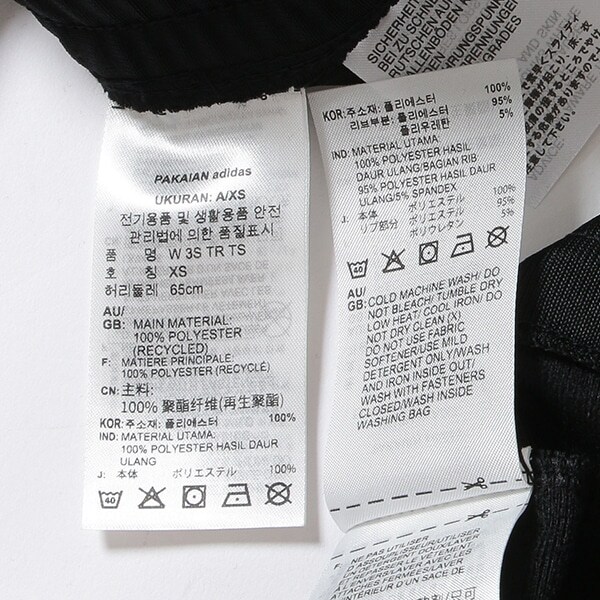 PAKAIAN adidas
UKURAN: A/XS
전기용품 및 생활용품 안전
관리법에 의한 품질표시
품 명 W 3S TR TS
호 칭 XS
허리둘레 65cm
AU/
GB: MAIN MATERIAL:
100% POLYESTER
(RECYCLED)
F: MATIERE PRINCIPALE:
100% POLYESTER (RECYCLÉ)
CN: 主料:
100% 聚酯纤维(再生聚酯)
KOR: 주소재: 폴리에스터 100%
IND: MATERIAL UTAMA:
100% POLYESTER HASIL DAUR
ULANG
J: 本体 ポリエステル 100%
40
KOR: 주소재: 폴리에스터 100%
리브부분: 폴리에스터 95%
폴리우레탄 5%
IND: MATERIAL UTAMA:
100% POLYESTER HASIL
DAUR ULANG/BAGIAN RIB
95% POLYESTER HASIL DAUR
ULANG/5% SPANDEX
J: 本体 ポリエステル 100%
リブ部分 ポリエステル 95%
ポリウレタン 5%
40
AU/
GB: COLD MACHINE WASH/ DO
NOT BLEACH/ TUMBLE DRY
LOW HEAT/ COOL IRON/ DO
NOT DRY CLEAN (X)
DO NOT USE FABRIC
SOFTENER/USE MILD
DETERGENT ONLY/WASH
AND IRON INSIDE OUT/
WASH WITH FASTENERS
CLOSED/WASH INSIDE
WASHING BAG
F: NE PAS UTILISER
D'ASSOUPLISSEUR/UTILISER